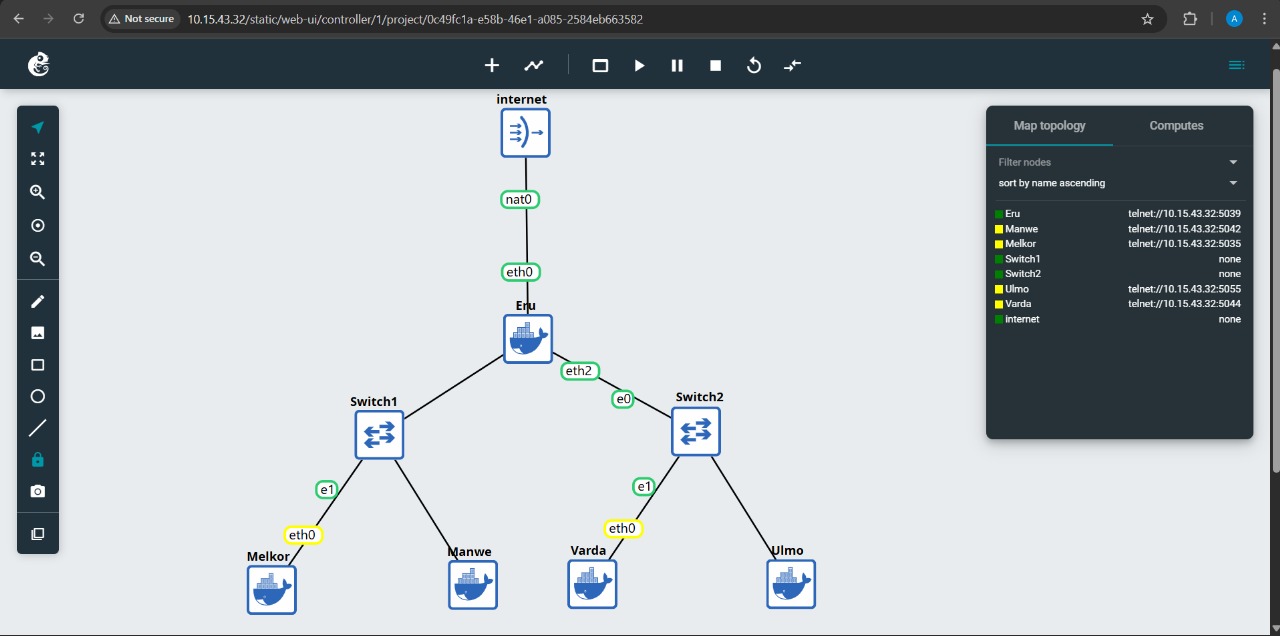 Not secure
10.15.43.32/static/web-ui/controller/1/project/0c49fc1a-e58b-46e1-a085-2584eb663582
A
internet
nat0
eth0
Eru
eth2
e0
Switch1
Switch2
e1
e1
eth0
eth0
Melkor
Manwe
Varda
Ulmo
Map topology
Computes
Filter nodes
sort by name ascending
Eru telnet://10.15.43.32:5039
Manwe telnet://10.15.43.32:5042
Melkor telnet://10.15.43.32:5035
Switch1 none
Switch2 none
Ulmo telnet://10.15.43.32:5055
Varda telnet://10.15.43.32:5044
internet none